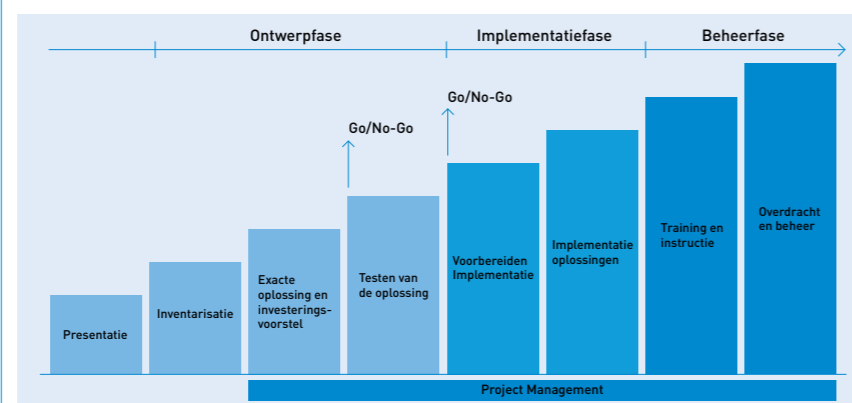 Ontwerpfase
Implementatiefase
Beheerfase
Go/No-Go
Go/No-Go
Presentatie
Inventarisatie
Exacte
oplossing en
investerings-
voorstel
Testen van
de oplossing
Voorbereiden
Implementatie
Implementatie
oplossingen
Training en
instructie
Overdracht
en beheer
Project Management